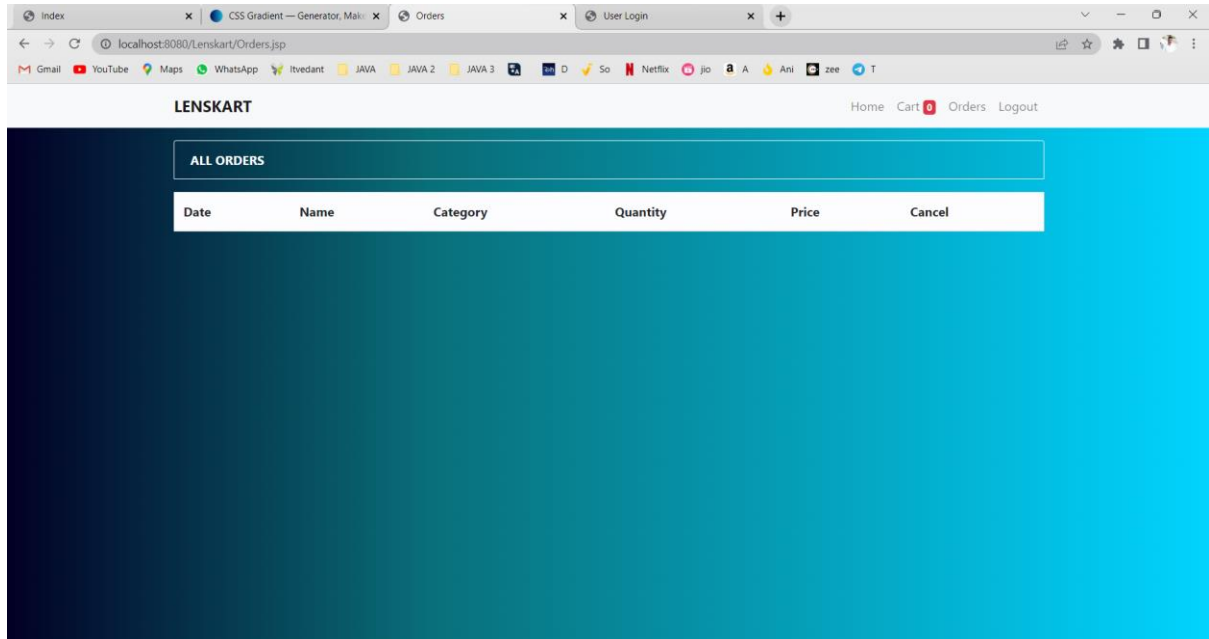 Index CSS Gradient — Generator, Make Orders User Login
localhost:8080/Lenskart/Orders.jsp
Gmail YouTube Maps WhatsApp Itvedant JAVA JAVA 2 JAVA 3 D So Netflix jio A Ani zee T
LENSKART Home Cart 0 Orders Logout
ALL ORDERS
Date Name Category Quantity Price Cancel